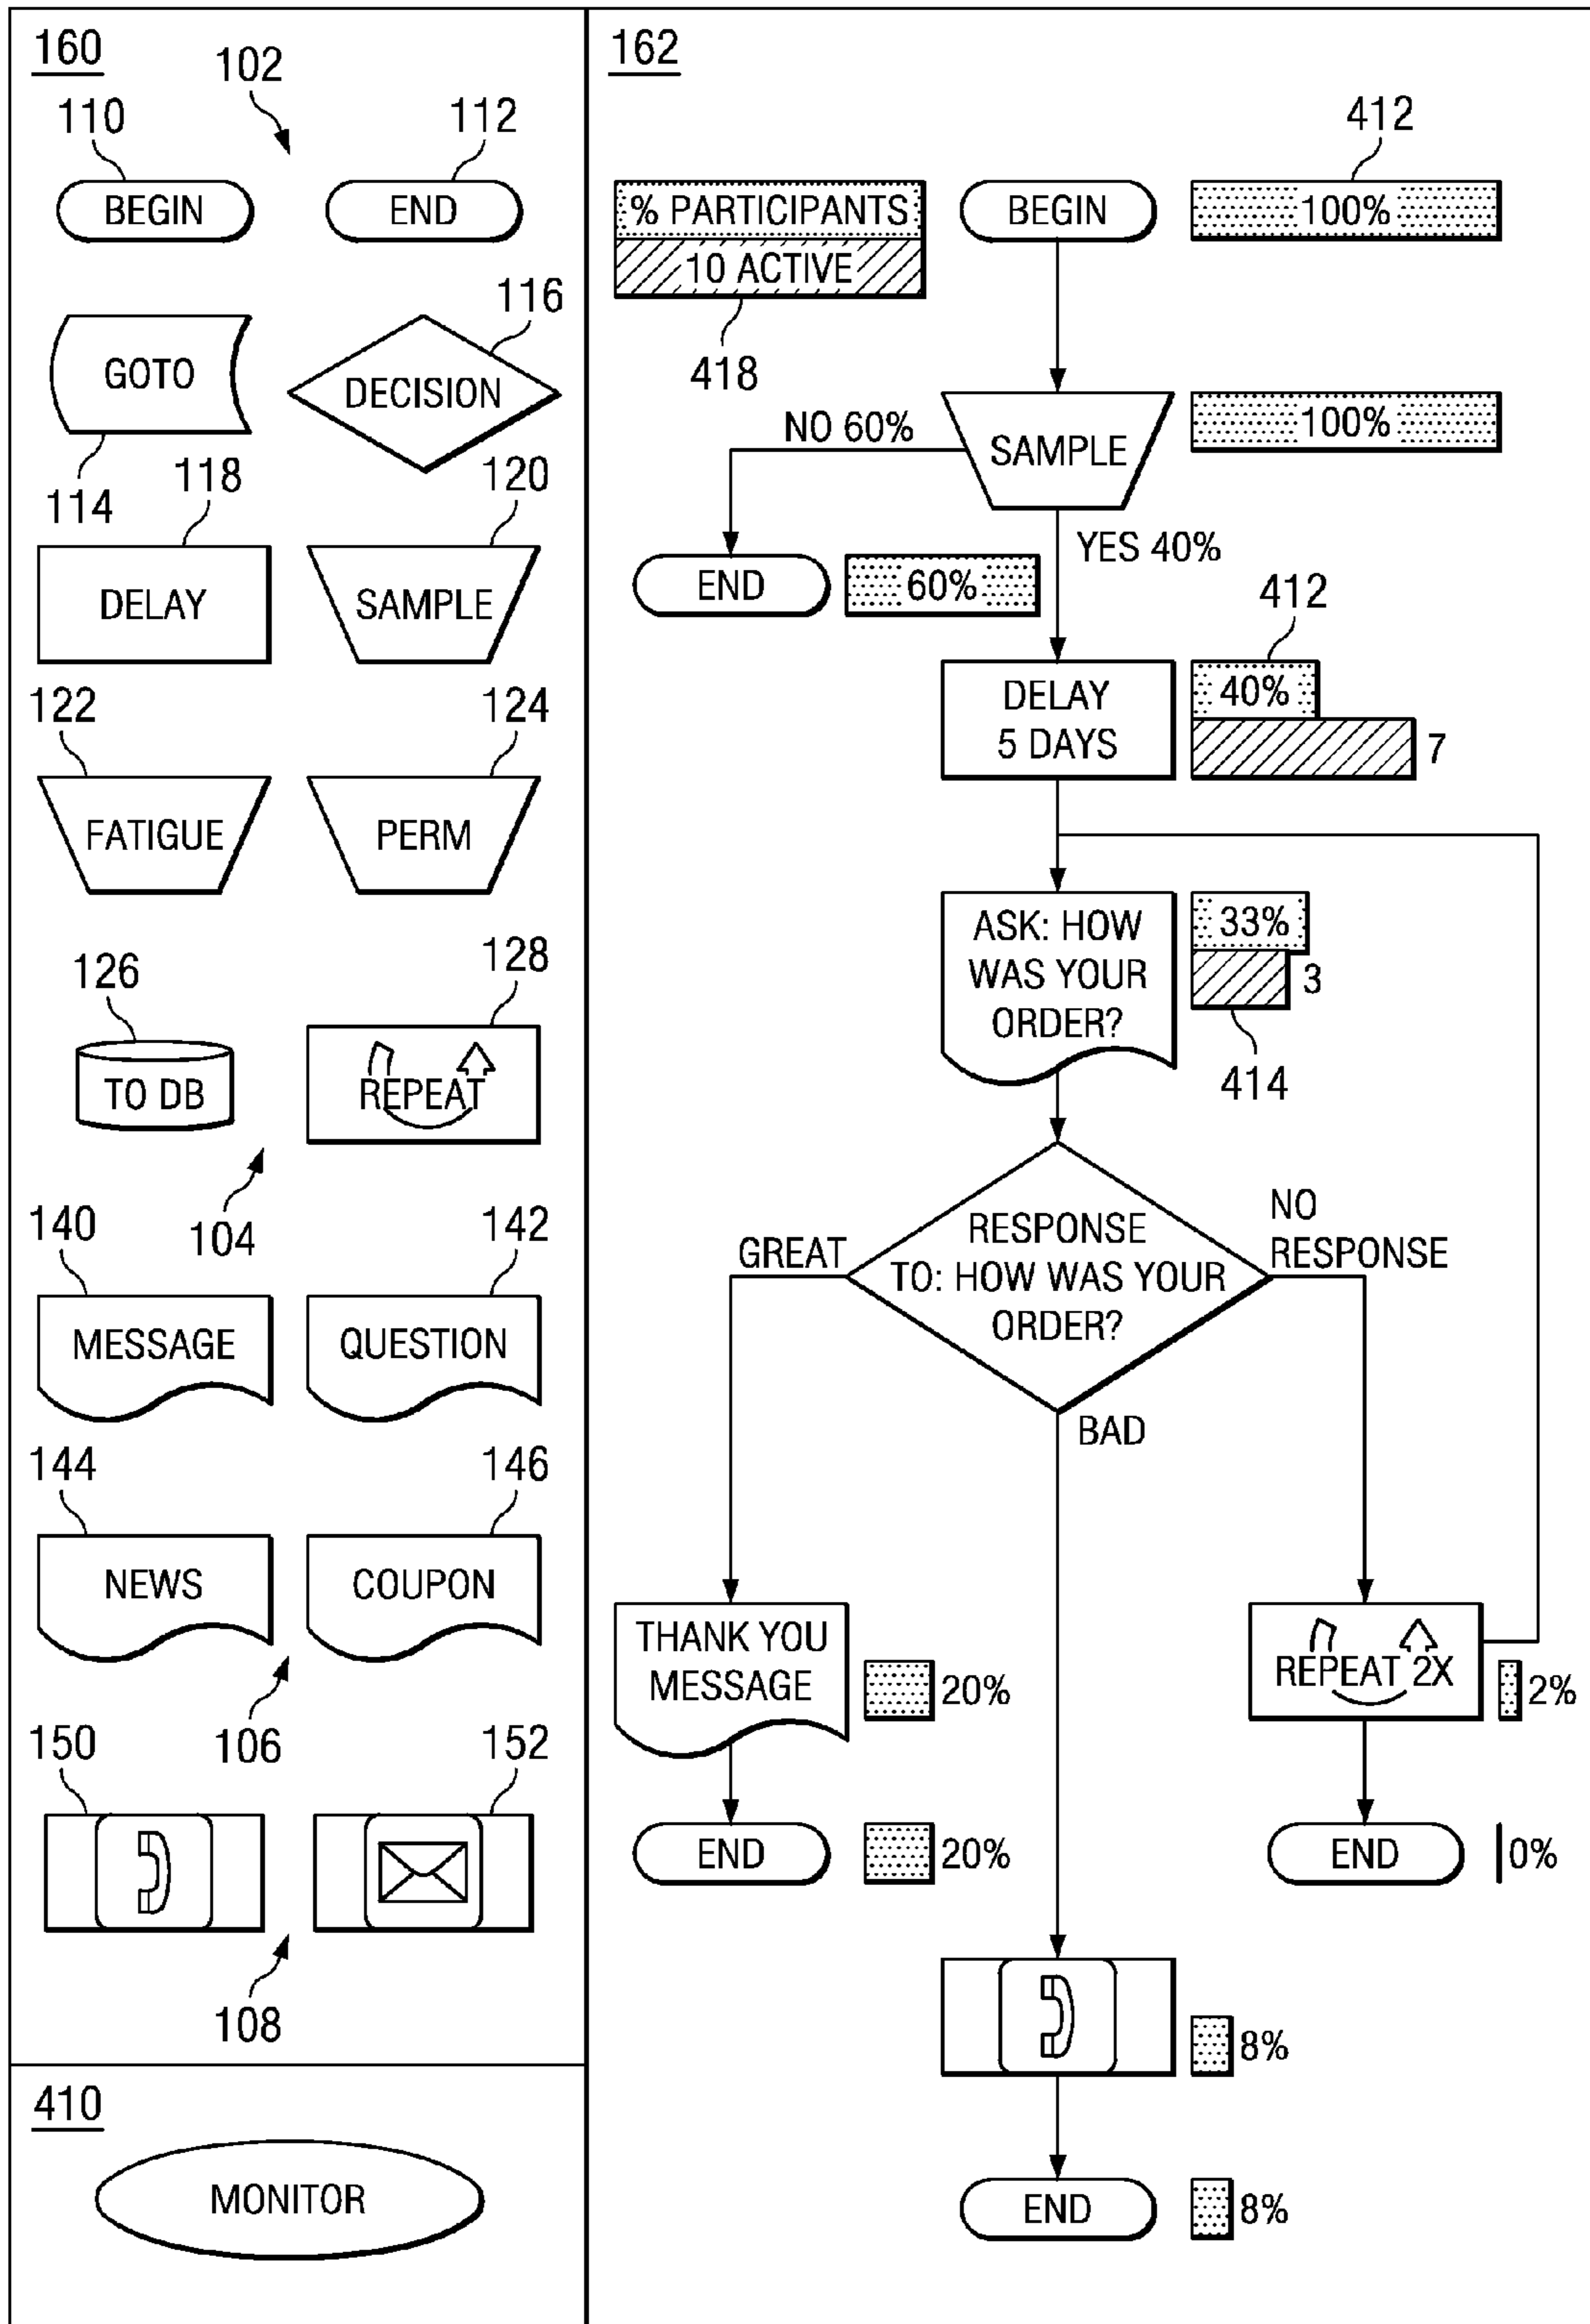 160
102
110
112
BEGIN
END
116
GOTO
DECISION
114
118
120
DELAY
SAMPLE
122
124
FATIGUE
PERM
126
128
TO DB
REPEAT
104
140
142
MESSAGE
QUESTION
144
146
NEWS
COUPON
106
150
152
108
410
MONITOR
162
412
% PARTICIPANTS
BEGIN
100%
10 ACTIVE
418
NO 60%
SAMPLE
100%
YES 40%
END
60%
412
DELAY
5 DAYS
40%
7
ASK: HOW
WAS YOUR
ORDER?
33%
3
414
GREAT
RESPONSE
TO: HOW WAS YOUR
ORDER?
NO
RESPONSE
BAD
THANK YOU
MESSAGE
20%
REPEAT 2X
2%
END
20%
END
0%
8%
END
8%